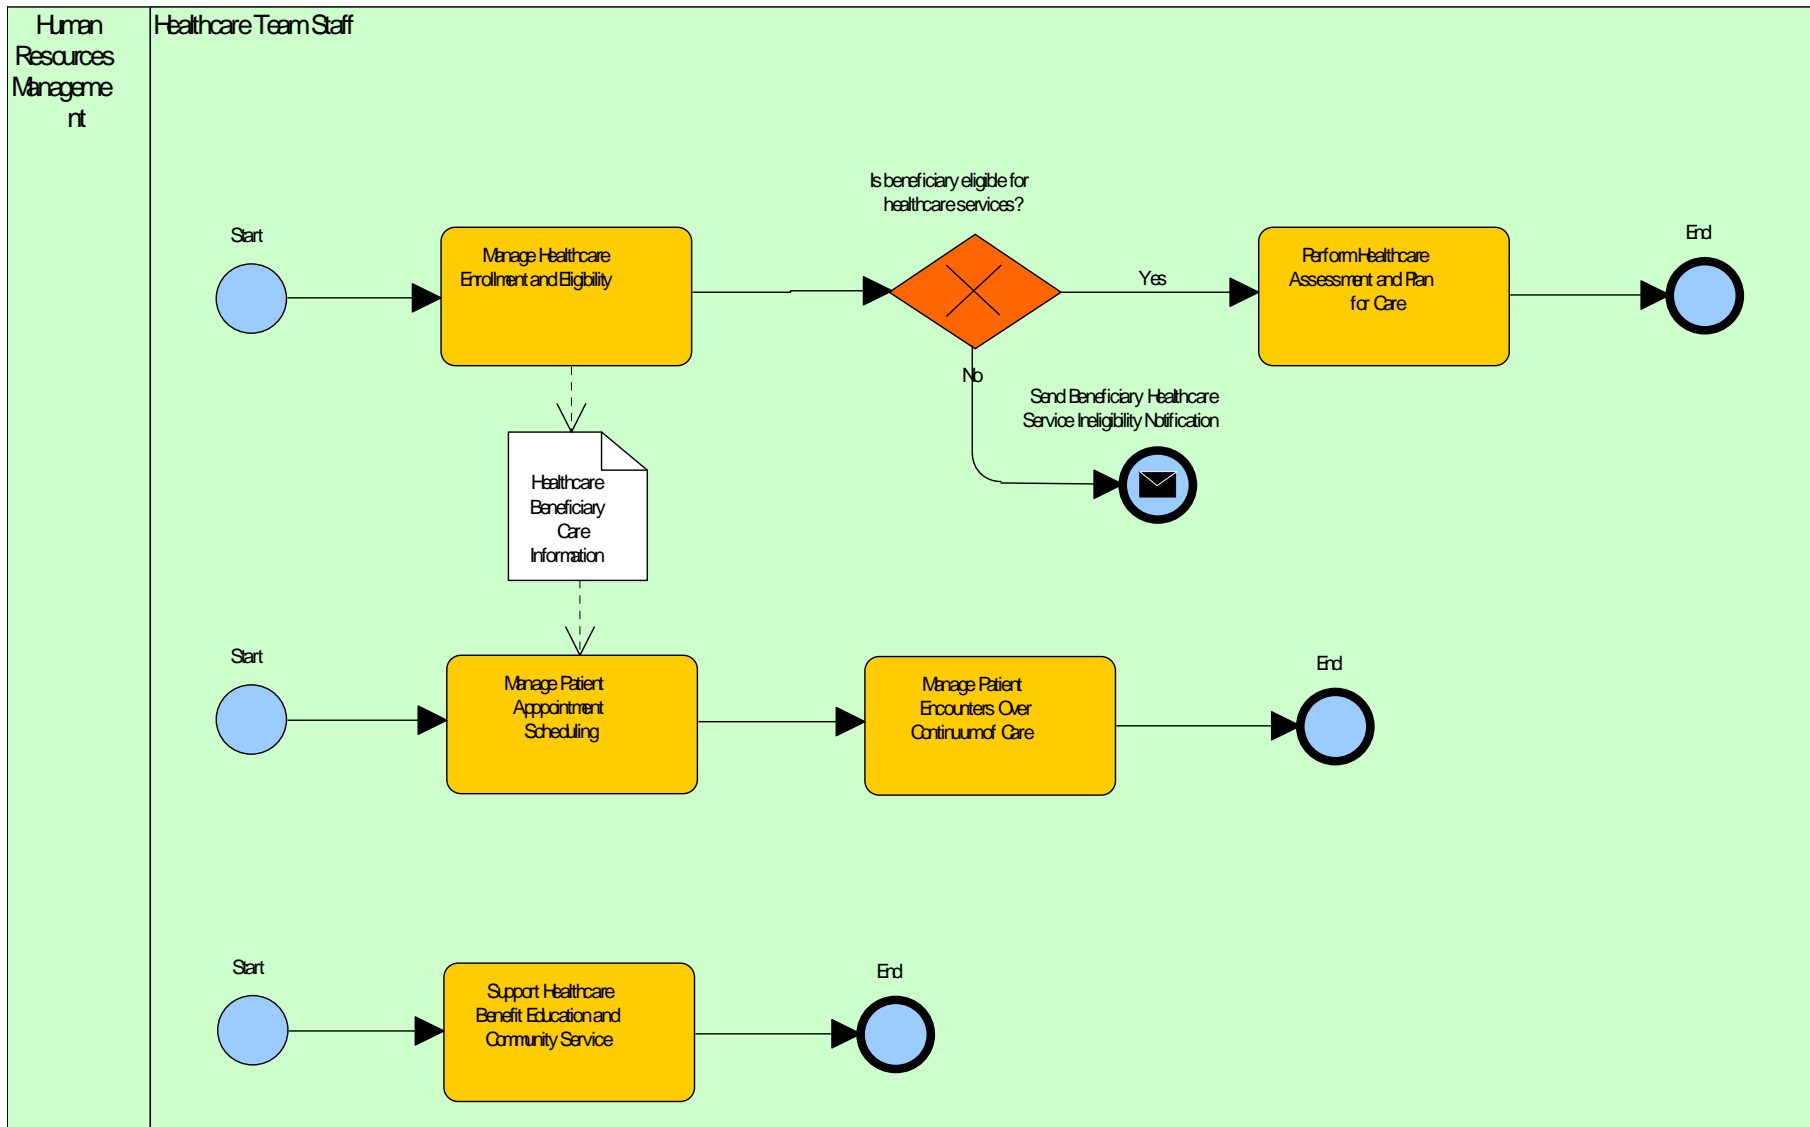 Human
Resources
Manageme
nt
Healthcare Team Staff
Is beneficiary eligible for
healthcare services?
Start
Manage Healthcare
Enrollment and Eligibility
Yes
Perform Healthcare
Assessment and Plan
for Care
End
No
Send Beneficiary Healthcare
Service Ineligibility Notification
Healthcare
Beneficiary
Care
Information
Start
Manage Patient
Appointment
Scheduling
Manage Patient
Encounters Over
Continuum of Care
End
Start
Support Healthcare
Benefit Education and
Community Service
End